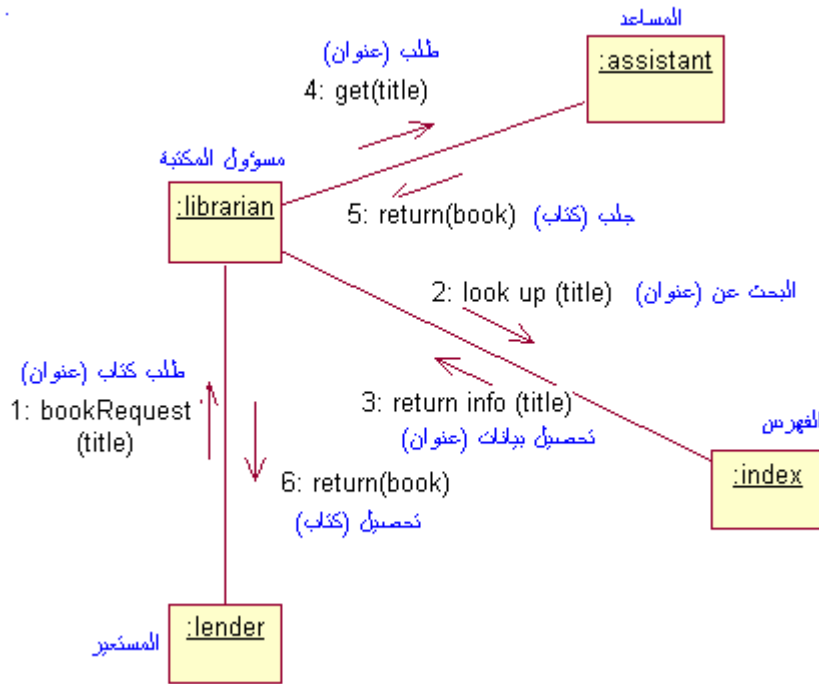 المساعد
:assistant
طلب (عنوان)
4: get(title)
مسؤول المكتبة
:librarian
5: return(book) جلب (كتاب)
2: look up (title) البحث عن (عنوان)
طلب كتاب (عنوان)
1: bookRequest
(title)
3: return info (title)
تحصيل بيانات (عنوان)
الفهرس
:index
6: return(book)
تحصيل (كتاب)
:lender
المستعير